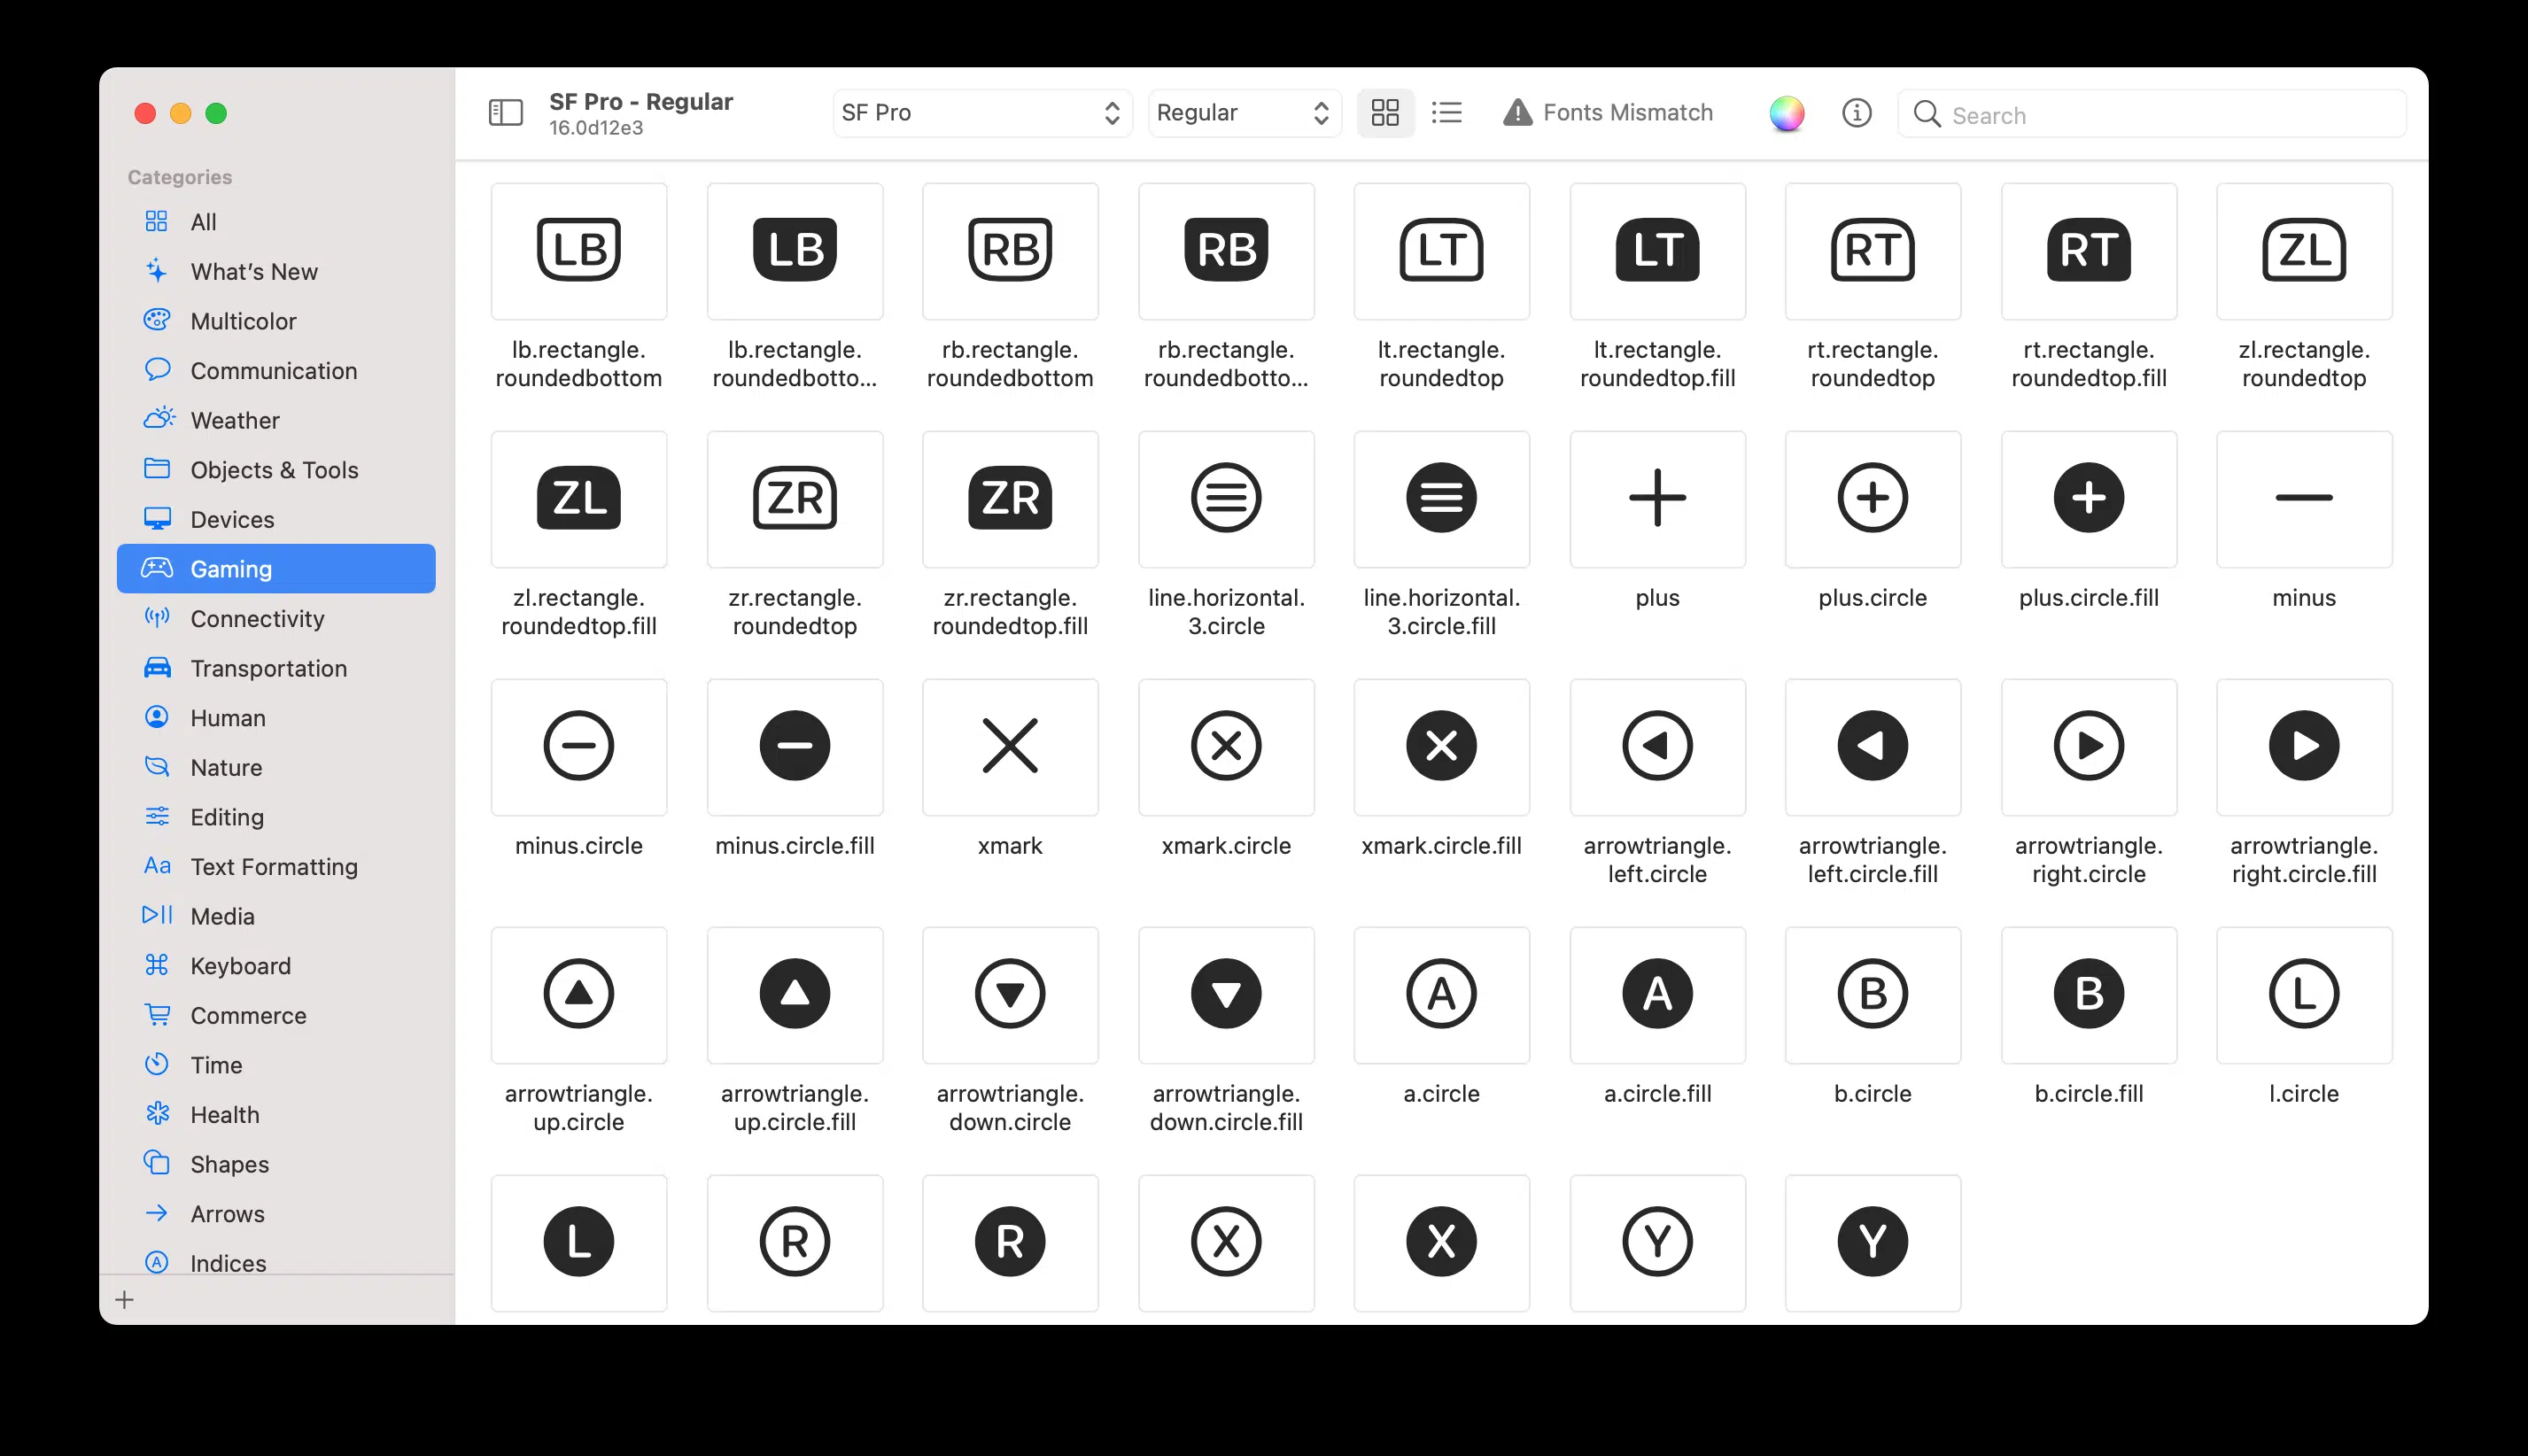 SF Pro - Regular
16.0d12e3
SF Pro
Regular
Fonts Mismatch
Search
Categories
All
What's New
Multicolor
Communication
Weather
Objects & Tools
Devices
Gaming
Connectivity
Transportation
Human
Nature
Editing
Aa Text Formatting
Media
Keyboard
Commerce
Time
Health
Shapes
Arrows
A Indices
LB LB RB RB LT LT RT RT ZL
lb.rectangle. lb.rectangle. rb.rectangle. rb.rectangle. lt.rectangle. lt.rectangle. rt.rectangle. rt.rectangle. zl.rectangle.
roundedbottom roundedbotto... roundedbottom roundedbotto... roundedtop roundedtop.fill roundedtop roundedtop.fill roundedtop
ZL ZR ZR
zl.rectangle. zr.rectangle. zr.rectangle. line.horizontal. line.horizontal. plus plus.circle plus.circle.fill minus
roundedtop.fill roundedtop roundedtop.fill 3.circle 3.circle.fill
minus.circle minus.circle.fill xmark xmark.circle xmark.circle.fill arrowtriangle. arrowtriangle. arrowtriangle. arrowtriangle.
left.circle left.circle.fill right.circle right.circle.fill
A A B B L
arrowtriangle. arrowtriangle. arrowtriangle. arrowtriangle. a.circle a.circle.fill b.circle b.circle.fill l.circle
up.circle up.circle.fill down.circle down.circle.fill
L R R X X Y Y